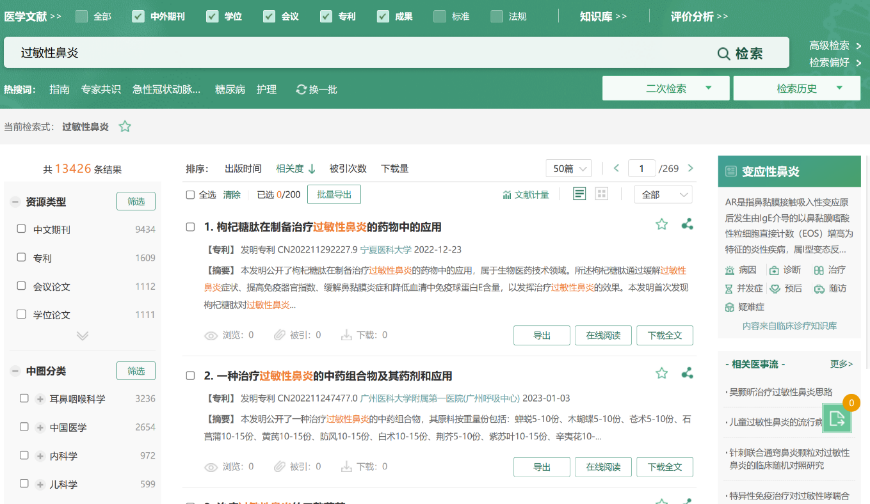 医学文献 >> 全部 中外期刊 学位 会议 专利 成果 标准 法规 知识库 >> 评价分析 >>
过敏性鼻炎 检索 高级检索 >
检索偏好 >
热搜词: 指南 专家共识 急性冠状动脉... 糖尿病 护理 换一批 二次检索 检索历史
当前检索式: 过敏性鼻炎
共 13426 条结果
资源类型 筛选
中文期刊 9434
专利 1609
会议论文 1112
学位论文 1111
中图分类 筛选
耳鼻咽喉科学 3236
中国医学 2654
内科学 972
儿科学 599
排序: 出版时间 相关度 被引次数 下载量 50篇 < 1 /269 >
全选 清除 已选 0/200 批量导出 文献计量 全部
1. 枸杞糖肽在制备治疗过敏性鼻炎的药物中的应用
【专利】 发明专利 CN202211292227.9 宁夏医科大学 2022-12-23
【摘要】 本发明公开了枸杞糖肽在制备治疗过敏性鼻炎的药物中的应用，属于生物医药技术领域。所述枸杞糖肽通过缓解过敏性
鼻炎症状、提高免疫器官指数、缓解鼻黏膜炎症和降低血清中免疫球蛋白E含量，以发挥治疗过敏性鼻炎的效果。本发明首次发现
枸杞糖肽对过敏性鼻炎...
浏览: 0 被引: 0 下载: 0 导出 在线阅读 下载全文
2. 一种治疗过敏性鼻炎的中药组合物及其药剂和应用
【专利】 发明专利 CN202211247477.0 广州医科大学附属第一医院(广州呼吸中心) 2023-01-03
【摘要】 本发明公开了一种治疗过敏性鼻炎的中药组合物，其原料按重量份包括：蝉蜕5-10份、木蝴蝶5-10份、苍术5-10份、石
菖蒲10-15份、黄芪10-15份、防风10-15份、白术10-15份、荆芥5-10份、紫苏叶10-15份、辛夷花10-...
浏览: 0 被引: 0 下载: 0 导出 在线阅读 下载全文
变应性鼻炎
AR是指鼻黏膜接触吸入性变应原
后发生由IgE介导的以鼻黏膜嗜酸
性粒细胞直接计数（EOS）增高为
特征的炎性疾病，属I型变态反...
病因 诊断 治疗
并发症 预后 随访
疑难症
内容来自临床诊疗知识库
- 相关医事流 - 更多>
· 吴颢昕治疗过敏性鼻炎思路
0
· 儿童过敏性鼻炎的流行病
· 针刺联合通窍鼻炎颗粒对过敏性
鼻炎的临床随机对照研究
· 特异性免疫治疗对过敏性哮喘合